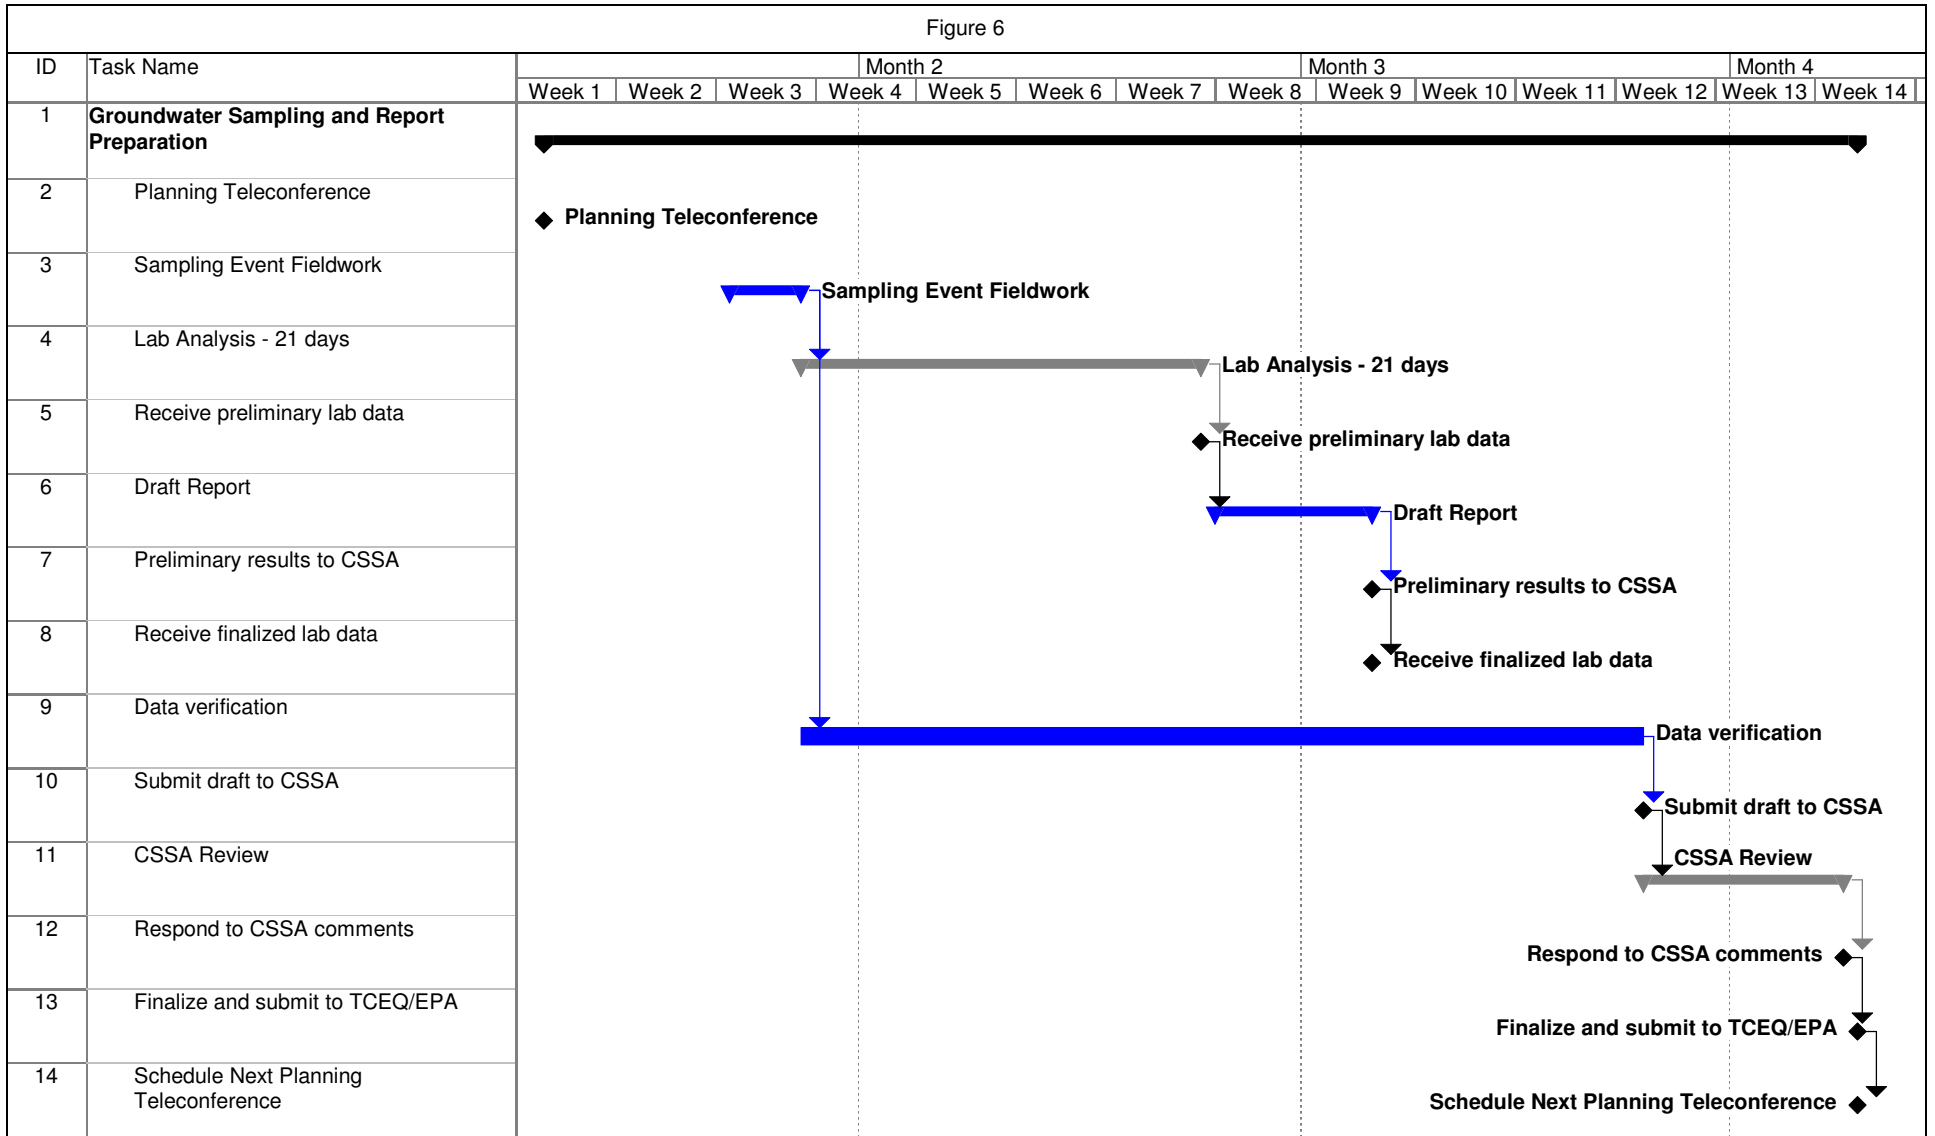 Figure 6
ID Task Name Month 2 Month 3 Month 4
Week 1 Week 2 Week 3 Week 4 Week 5 Week 6 Week 7 Week 8 Week 9 Week 10 Week 11 Week 12 Week 13 Week 14
1 Groundwater Sampling and Report
Preparation
2 Planning Teleconference
Planning Teleconference
3 Sampling Event Fieldwork
Sampling Event Fieldwork
4 Lab Analysis - 21 days
Lab Analysis - 21 days
5 Receive preliminary lab data
Receive preliminary lab data
6 Draft Report
Draft Report
7 Preliminary results to CSSA
Preliminary results to CSSA
8 Receive finalized lab data
Receive finalized lab data
9 Data verification
Data verification
10 Submit draft to CSSA
Submit draft to CSSA
11 CSSA Review
CSSA Review
12 Respond to CSSA comments
Respond to CSSA comments
13 Finalize and submit to TCEQ/EPA
Finalize and submit to TCEQ/EPA
14 Schedule Next Planning
Teleconference
Schedule Next Planning Teleconference